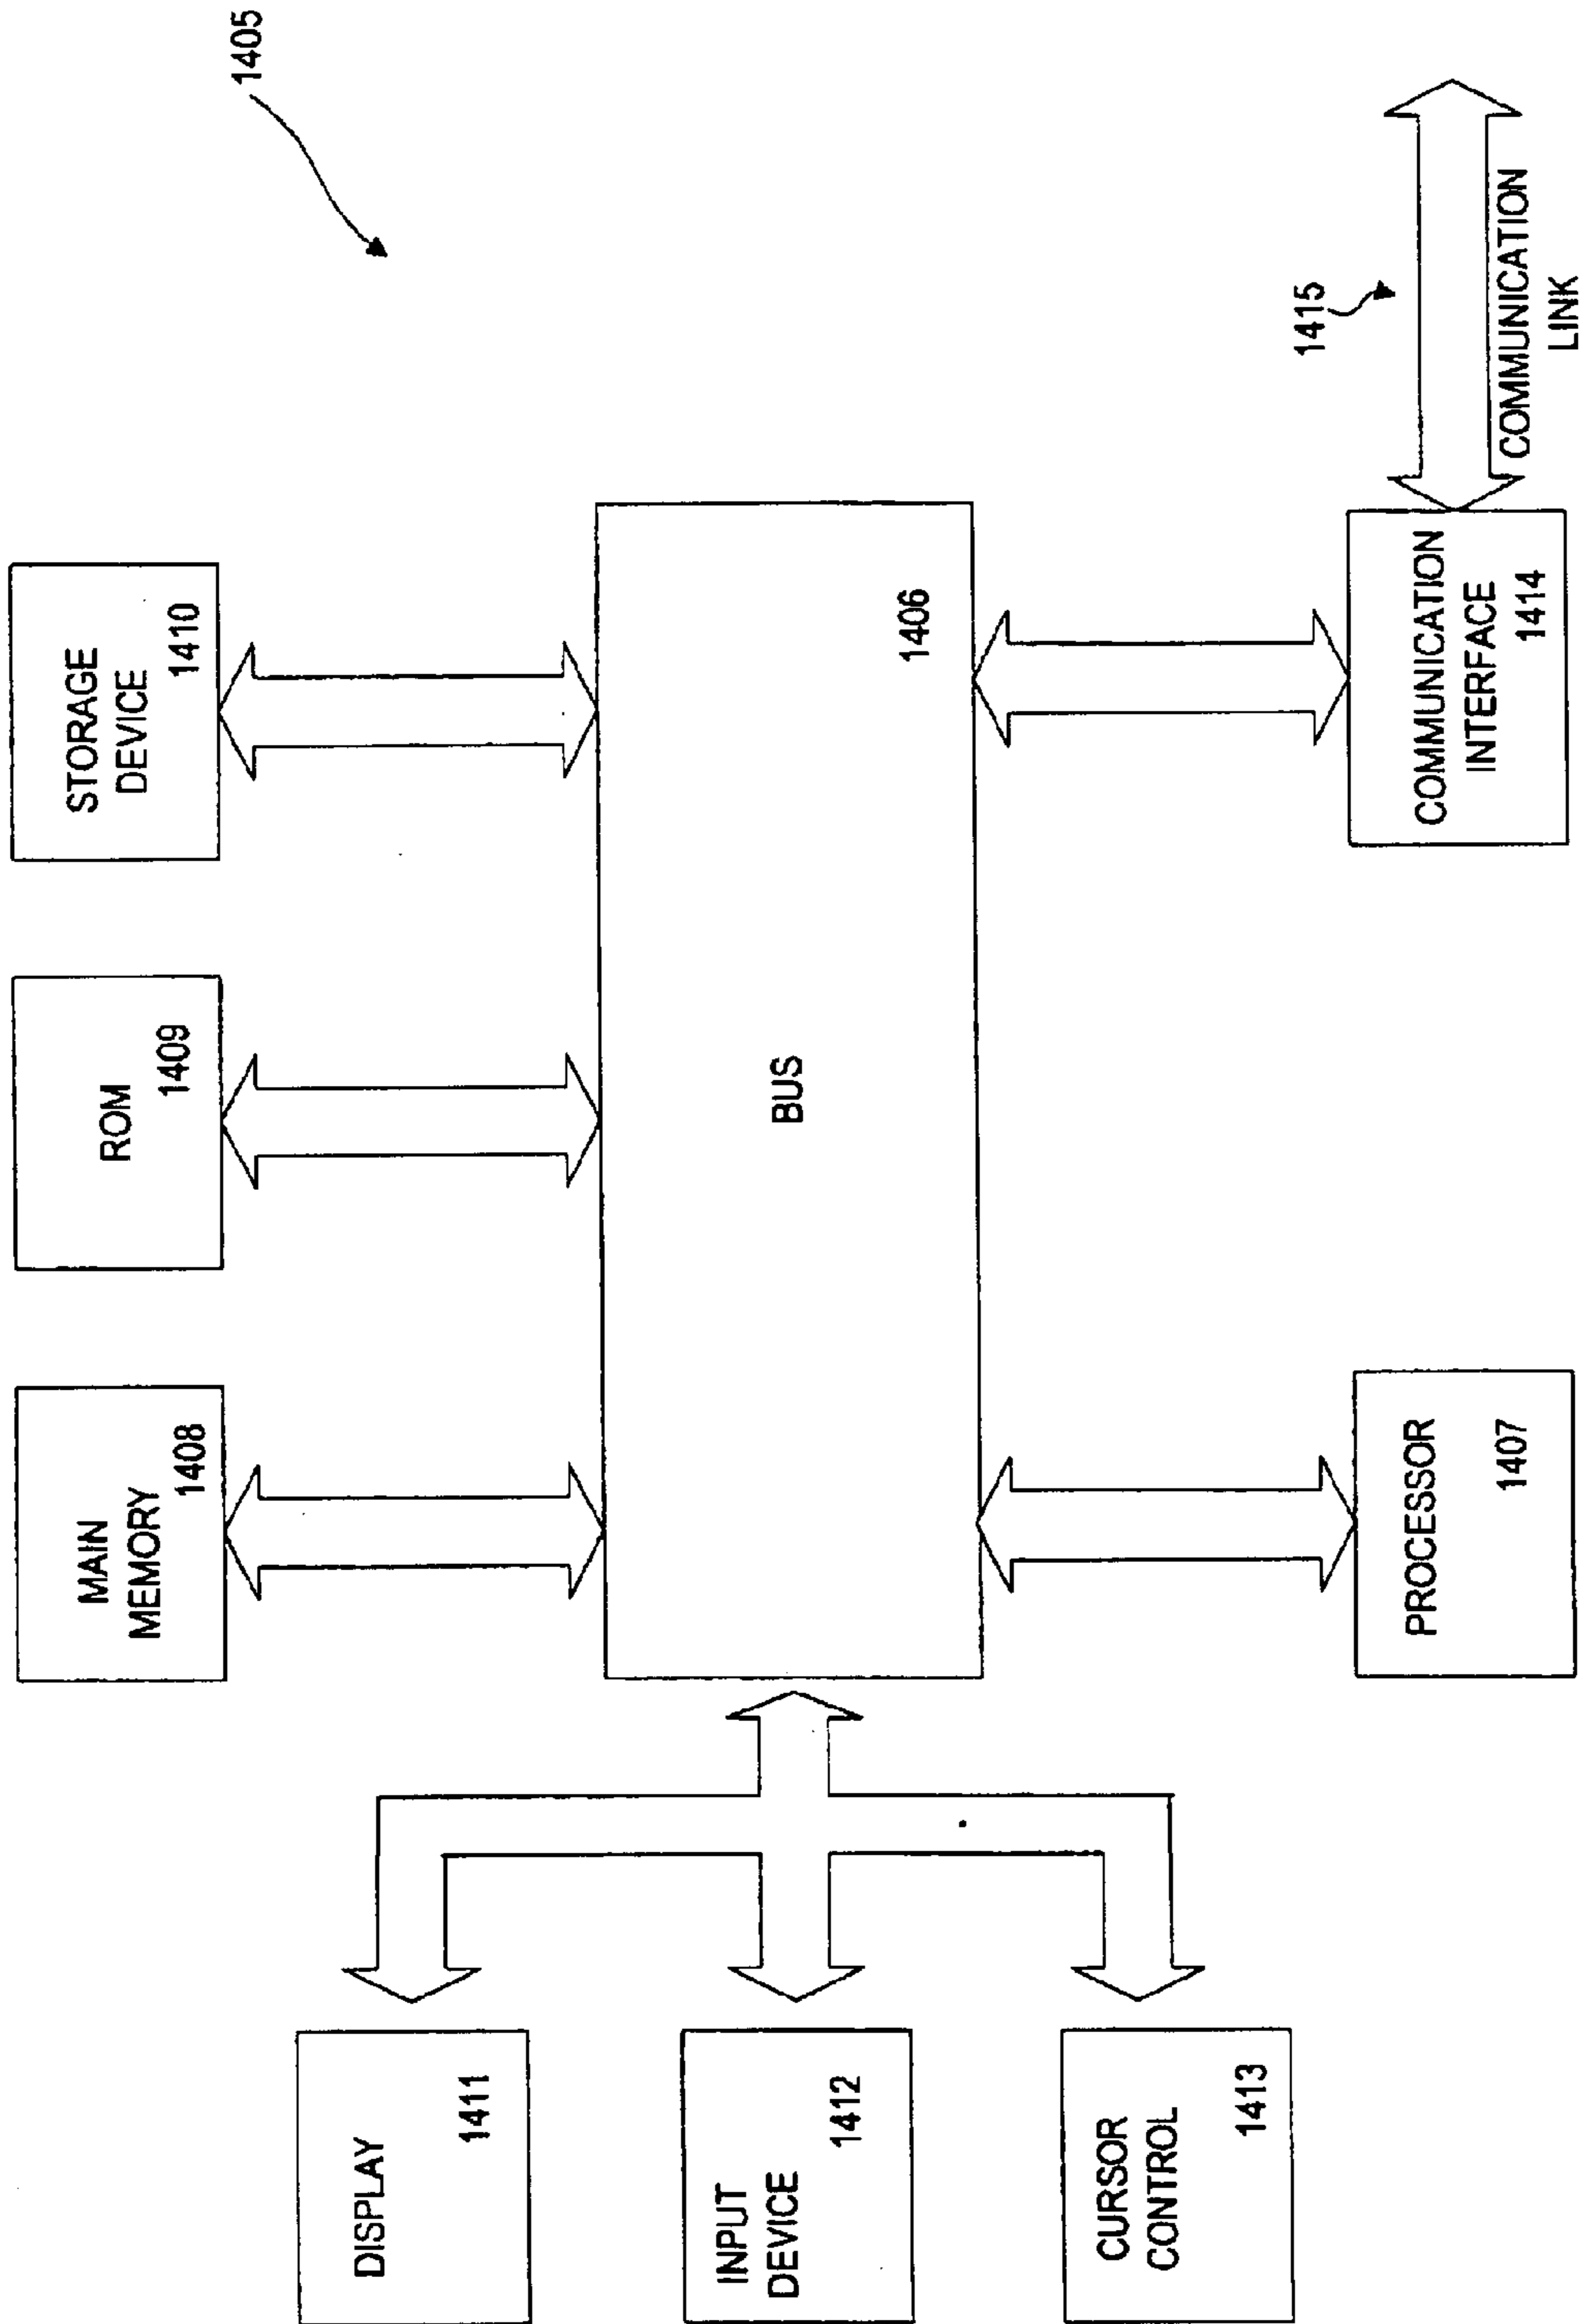 1405
MAIN
MEMORY
1408
ROM
1409
STORAGE
DEVICE
1410
DISPLAY
1411
INPUT
DEVICE
1412
CURSOR
CONTROL
1413
BUS
1406
PROCESSOR
1407
COMMUNICATION
INTERFACE
1414
1415
COMMUNICATION
LINK